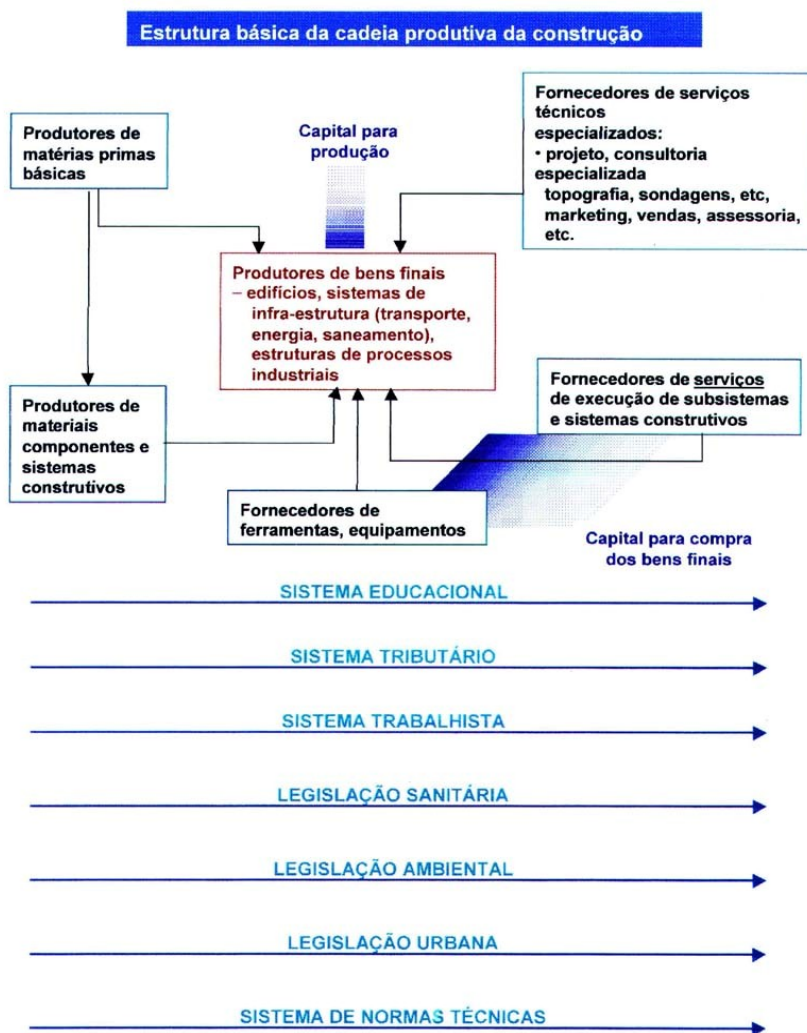 Estrutura básica da cadeia produtiva da construção
Produtores de
matérias primas
básicas
Capital para
produção
Fornecedores de serviços
técnicos
especializados:
• projeto, consultoria
especializada
topografia, sondagens, etc,
marketing, vendas, assessoria,
etc.
Produtores de bens finais
– edifícios, sistemas de
infra-estrutura (transporte,
energia, saneamento),
estruturas de processos
industriais
Produtores de
materiais
componentes e
sistemas
construtivos
Fornecedores de serviços
de execução de subsistemas
e sistemas construtivos
Fornecedores de
ferramentas, equipamentos
Capital para compra
dos bens finais
SISTEMA EDUCACIONAL
SISTEMA TRIBUTÁRIO
SISTEMA TRABALHISTA
LEGISLAÇÃO SANITÁRIA
LEGISLAÇÃO AMBIENTAL
LEGISLAÇÃO URBANA
SISTEMA DE NORMAS TÉCNICAS